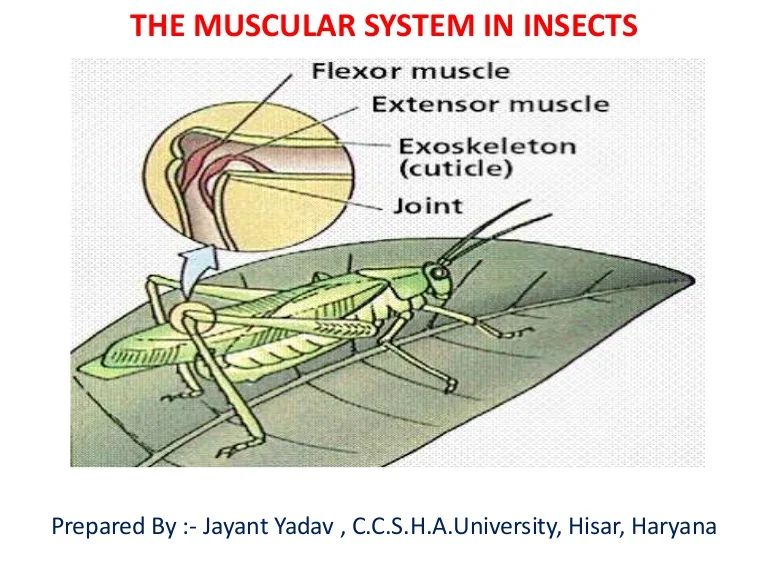 THE MUSCULAR SYSTEM IN INSECTS
Flexor muscle
Extensor muscle
Exoskeleton
(cuticle)
Joint
Prepared By :- Jayant Yadav , C.C.S.H.A.University, Hisar, Haryana